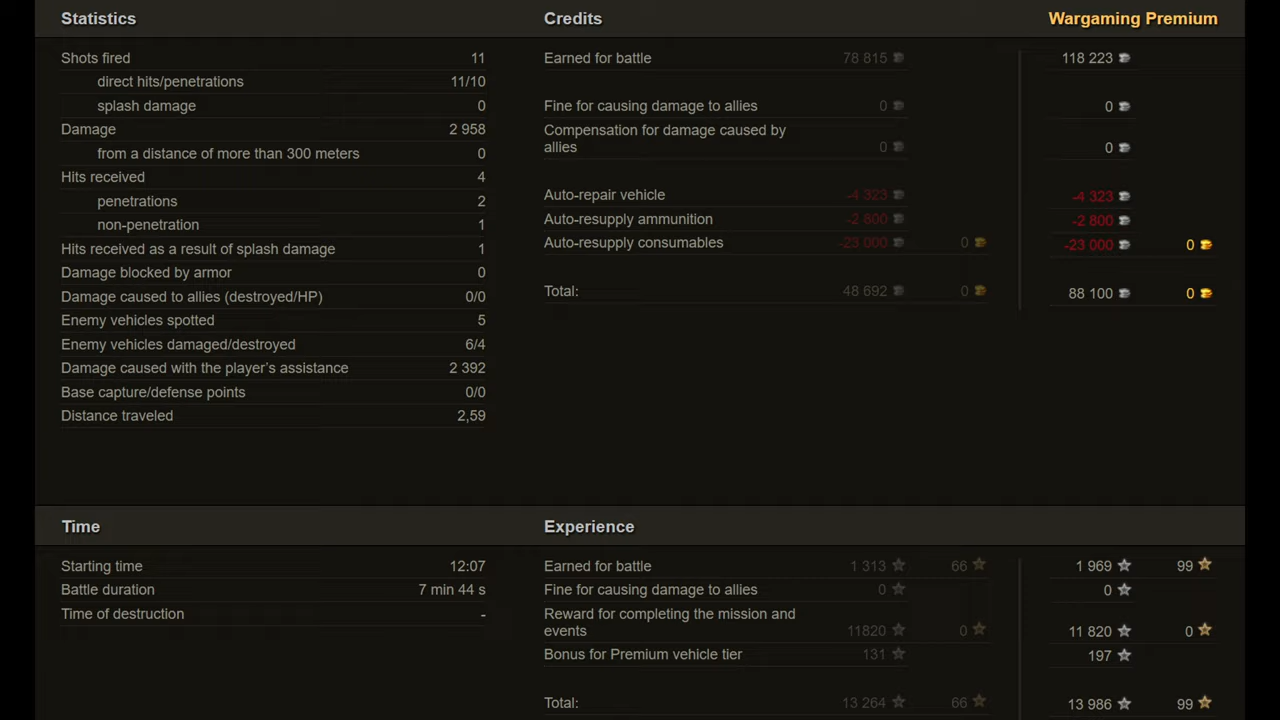 Statistics
Shots fired 11
direct hits/penetrations 11/10
splash damage 0
Damage 2 958
from a distance of more than 300 meters 0
Hits received 4
penetrations 2
non-penetration 1
Hits received as a result of splash damage 1
Damage blocked by armor 0
Damage caused to allies (destroyed/HP) 0/0
Enemy vehicles spotted 5
Enemy vehicles damaged/destroyed 6/4
Damage caused with the player's assistance 2 392
Base capture/defense points 0/0
Distance traveled 2,59
Credits Wargaming Premium
Earned for battle 78 815 118 223
Fine for causing damage to allies 0 0
Compensation for damage caused by
allies 0 0
Auto-repair vehicle -4 323 -4 323
Auto-resupply ammunition -2 800 -2 800
Auto-resupply consumables -23 000 0 -23 000 0
Total: 48 692 0 88 100 0
Time
Starting time 12:07
Battle duration 7 min 44 s
Time of destruction -
Experience
Earned for battle 1 313 66 1 969 99
Fine for causing damage to allies 0 0
Reward for completing the mission and
events 11820 0 11 820 0
Bonus for Premium vehicle tier 131 197
Total: 13 264 66 13 986 99